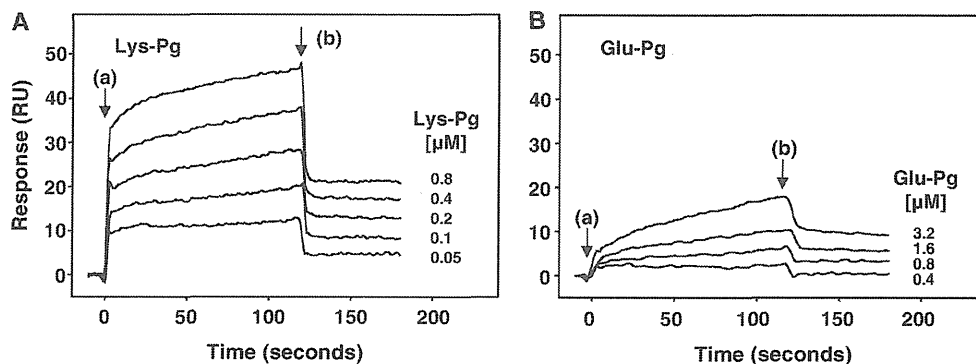 A
Lys-Pg
(a)
(b)
Response (RU)
50
40
30
20
10
0
Lys-Pg
[µM]
0.8
0.4
0.2
0.1
0.05
0
50
100
150
200
Time (seconds)
B
Glu-Pg
(a)
(b)
50
40
30
20
10
0
Glu-Pg
[µM]
3.2
1.6
0.8
0.4
0
50
100
150
200
Time (seconds)